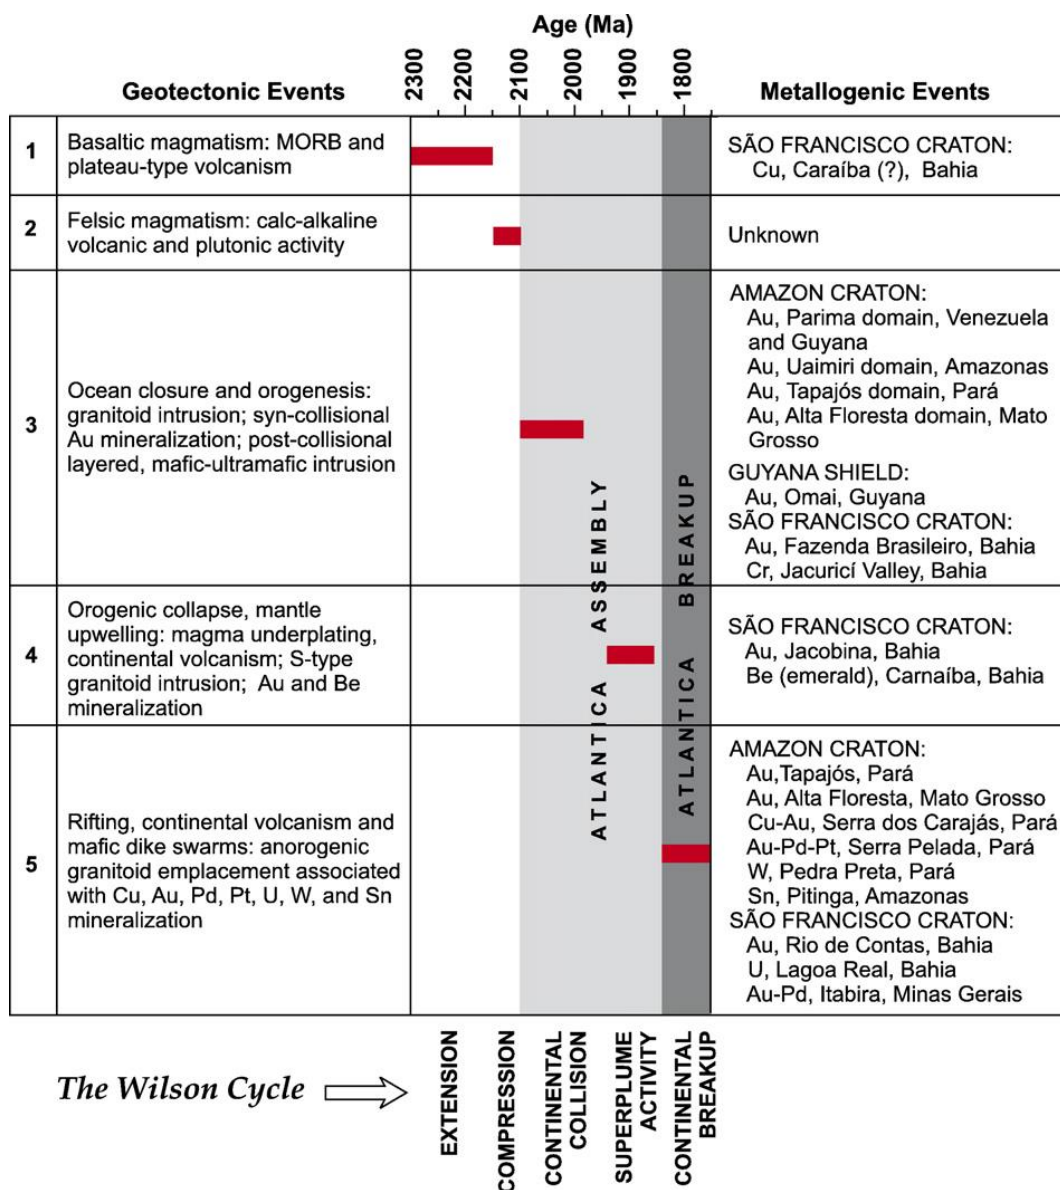 Age (Ma)
2300
2200
2100
2000
1900
1800
Geotectonic Events
Metallogenic Events
1
Basaltic magmatism: MORB and
plateau-type volcanism
SÃO FRANCISCO CRATON:
Cu, Caraíba (?), Bahia
2
Felsic magmatism: calc-alkaline
volcanic and plutonic activity
Unknown
3
Ocean closure and orogenesis:
granitoid intrusion; syn-collisional
Au mineralization; post-collisional
layered, mafic-ultramafic intrusion
AMAZON CRATON:
Au, Parima domain, Venezuela
and Guyana
Au, Uaimiri domain, Amazonas
Au, Tapajós domain, Pará
Au, Alta Floresta domain, Mato
Grosso
GUYANA SHIELD:
Au, Omai, Guyana
SÃO FRANCISCO CRATON:
Au, Fazenda Brasileiro, Bahia
Cr, Jacuricí Valley, Bahia
4
Orogenic collapse, mantle
upwelling: magma underplating,
continental volcanism; S-type
granitoid intrusion; Au and Be
mineralization
SÃO FRANCISCO CRATON:
Au, Jacobina, Bahia
Be (emerald), Carnaíba, Bahia
5
Rifting, continental volcanism and
mafic dike swarms: anorogenic
granitoid emplacement associated
with Cu, Au, Pd, Pt, U, W, and Sn
mineralization
AMAZON CRATON:
Au,Tapajós, Pará
Au, Alta Floresta, Mato Grosso
Cu-Au, Serra dos Carajás, Pará
Au-Pd-Pt, Serra Pelada, Pará
W, Pedra Preta, Pará
Sn, Pitinga, Amazonas
SÃO FRANCISCO CRATON:
Au, Rio de Contas, Bahia
U, Lagoa Real, Bahia
Au-Pd, Itabira, Minas Gerais
ATLANTICA ASSEMBLY
ATLANTICA BREAKUP
The Wilson Cycle
EXTENSION
COMPRESSION
CONTINENTAL
COLLISION
SUPERPLUME
ACTIVITY
CONTINENTAL
BREAKUP